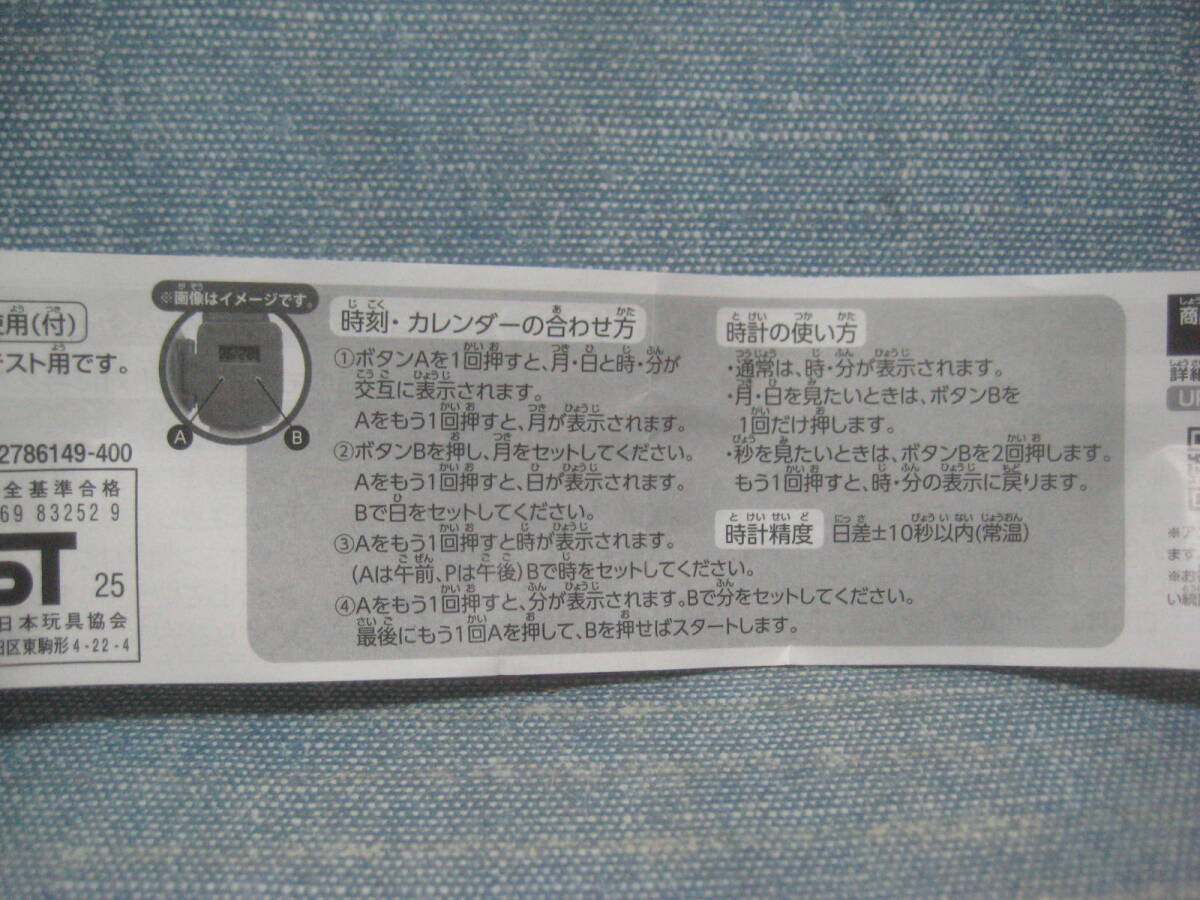 用(付)
テスト用です。
2786149-400
全基準合格
69 83252 9
ST 25
日本玩具協会
区東駒形4-22-4
※画像はイメージです。
A
B
時刻・カレンダーの合わせ方
①ボタンAを1回押すと、月・日と時・分が
交互に表示されます。
Aをもう1回押すと、月が表示されます。
②ボタンBを押し、月をセットしてください。
Aをもう1回押すと、日が表示されます。
Bで日をセットしてください。
③Aをもう1回押すと時が表示されます。
(Aは午前、Pは午後)Bで時をセットしてください。
④Aをもう1回押すと、分が表示されます。Bで分をセットしてください。
最後にもう1回Aを押して、Bを押せばスタートします。
時計の使い方
・通常は、時・分が表示されます。
・月・日を見たいときは、ボタンBを
1回だけ押します。
・秒を見たいときは、ボタンBを2回押します。
もう1回押すと、時・分の表示に戻ります。
時計精度 日差±10秒以内(常温)
商
詳細
U
※ア
ます
※お
い